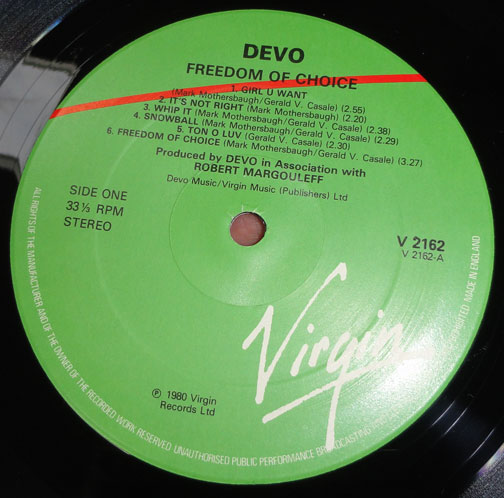 DEVO
FREEDOM OF CHOICE
1. GIRL U WANT
(Mark Mothersbaugh/Gerald V. Casale) (2.55)
2. IT'S NOT RIGHT (Mark Mothersbaugh) (2.20)
3. WHIP IT (Mark Mothersbaugh/Gerald V. Casale) (2.38)
4. SNOWBALL (Mark Mothersbaugh/Gerald V. Casale) (2.29)
5. TON O LUV (Gerald V. Casale) (2.30)
6. FREEDOM OF CHOICE (Mark Mothersbaugh/Gerald V. Casale) (3.27)
Produced by DEVO in Association with
ROBERT MARGOULEFF
Devo Music/Virgin Music (Publishers) Ltd
SIDE ONE
33⅓ RPM
STEREO
V 2162
V 2162-A
Virgin
℗ 1980 Virgin
Records Ltd
ALL RIGHTS OF THE MANUFACTURER AND OF THE OWNER OF THE RECORDED WORK RESERVED UNAUTHORISED PUBLIC PERFORMANCE BROADCASTING MADE IN ENGLAND